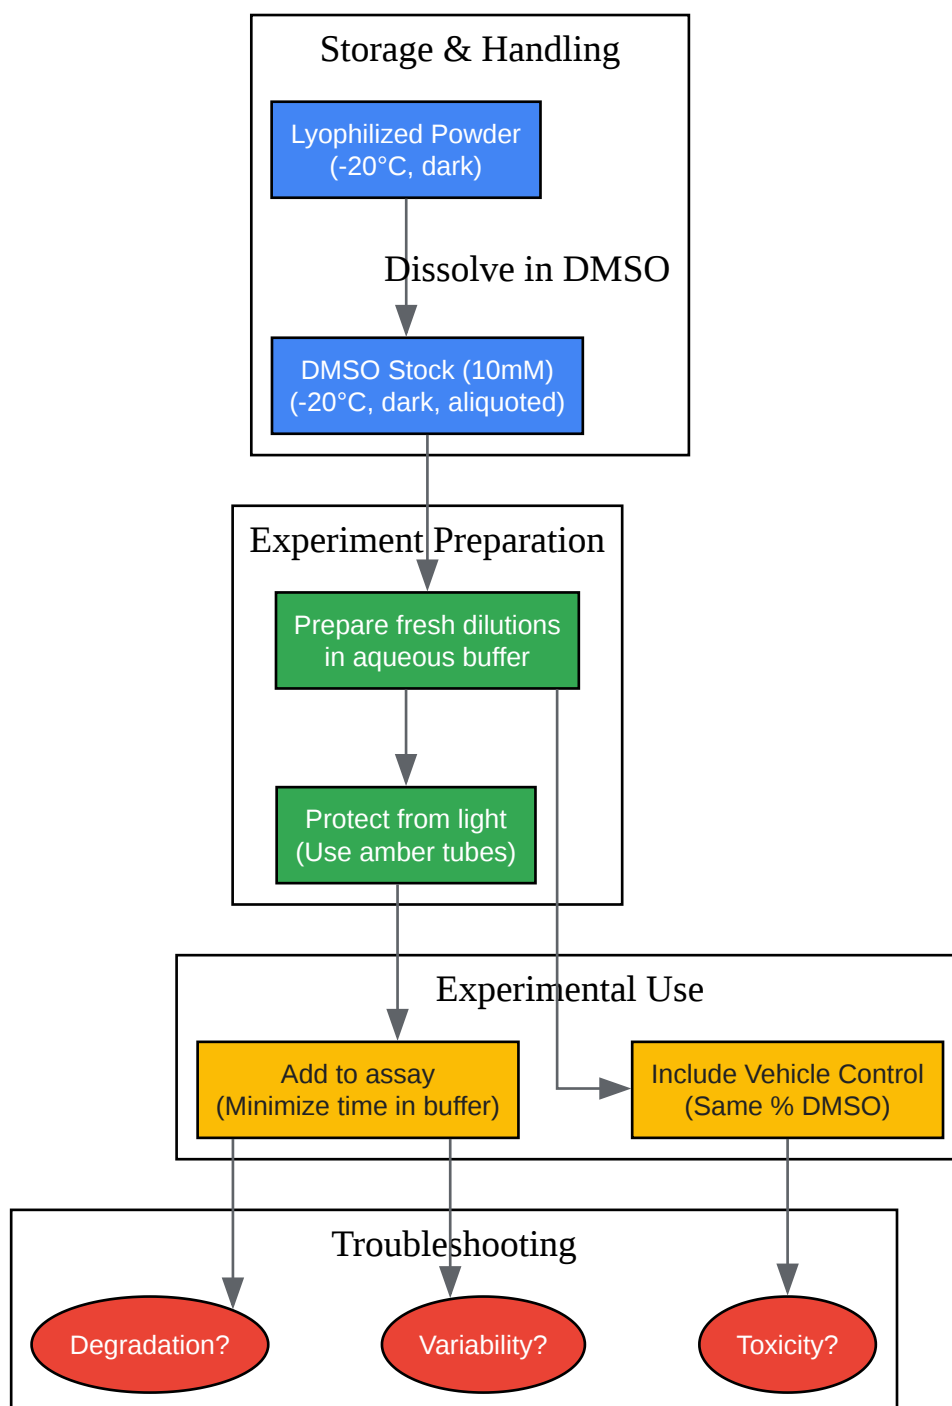 Storage & Handling
Lyophilized Powder
(-20°C, dark)
Dissolve in DMSO
DMSO Stock (10mM)
(-20°C, dark, aliquoted)
Experiment Preparation
Prepare fresh dilutions
in aqueous buffer
Protect from light
(Use amber tubes)
Experimental Use
Add to assay
(Minimize time in buffer)
Include Vehicle Control
(Same % DMSO)
Troubleshooting
Degradation?
Variability?
Toxicity?